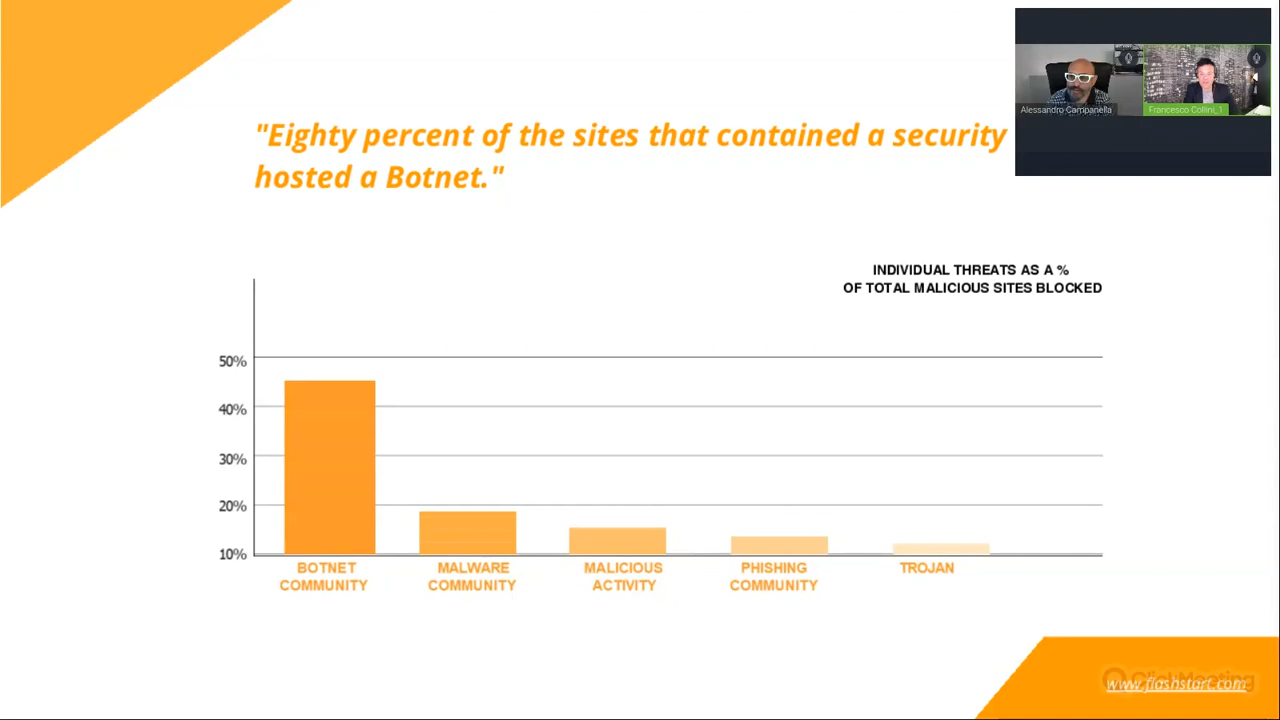 "Eighty percent of the sites that contained a security
hosted a Botnet."
Alessandro Campanella
Francesco Collini_1
INDIVIDUAL THREATS AS A %
OF TOTAL MALICIOUS SITES BLOCKED
50%
40%
30%
20%
10%
BOTNET
COMMUNITY
MALWARE
COMMUNITY
MALICIOUS
ACTIVITY
PHISHING
COMMUNITY
TROJAN
ClickMeeting
www.flashstart.com